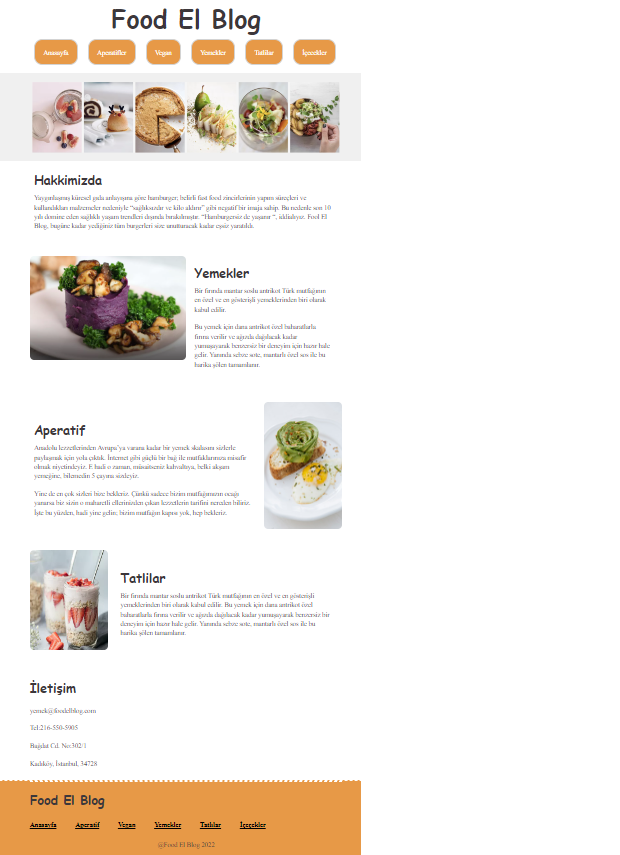 Food El Blog
Anasayfa Aperatifler Vegan Yemekler Tatlilar İçecekler
Hakkimizda
Yaygınlaşmış küresel gıda anlayışına göre hamburger; belirli fast food zincirlerinin yapım süreçleri ve
kullandıkları malzemeler nedeniyle “sağlıksızdır ve kilo aldırır” gibi negatif bir imaja sahip. Bu nedenle son 10
yılı domine eden sağlıklı yaşam trendleri dışında bırakılmıştır. “Hamburgersiz de yaşanır “, iddialıyız. Fool El
Blog, bugüne kadar yediğiniz tüm burgerleri size unutturacak kadar eşsiz yaratıldı.
Yemekler
Bir fırında mantar soslu antrikot Türk mutfağının
en özel ve en gösterişli yemeklerinden biri olarak
kabul edilir.
Bu yemek için dana antrikot özel baharatlarla
fırına verilir ve ağızda dağılacak kadar
yumuşayarak benzersiz bir deneyim için hazır hale
gelir. Yanında sebze sote, mantarlı özel sos ile bu
harika şölen tamamlanır.
Aperatif
Anadolu lezzetlerinden Avrupa’ya varana kadar bir yemek skalasını sizlerle
paylaşmak için yola çıktık. İnternet gibi güçlü bir bağ ile mutfaklarınıza misafir
olmak niyetindeyiz. E hadi o zaman, müsaitseniz kahvaltıya, belki akşam
yemeğine, bilemedin 5 çayına sizleyiz.
Yine de en çok sizleri bize bekleriz. Çünkü sadece bizim mutfağımızın ocağı
yanarsa biz sizin o maharetli ellerinizden çıkan lezzetlerin tarifini nereden biliriz.
İşte bu yüzden, hadi yine gelin; bizim mutfağın kapısı yok, hep bekleriz.
Tatlilar
Bir fırında mantar soslu antrikot Türk mutfağının en özel ve en gösterişli
yemeklerinden biri olarak kabul edilir. Bu yemek için dana antrikot özel
baharatlarla fırına verilir ve ağızda dağılacak kadar yumuşayarak benzersiz bir
deneyim için hazır hale gelir. Yanında sebze sote, mantarlı özel sos ile bu
harika şölen tamamlanır.
İletişim
yemek@foodelblog.com
Tel:216-550-5905
Bağdat Cd. No:302/1
Kadıköy, İstanbul, 34728
Food El Blog
Anasayfa Aperatif Vegan Yemekler Tatlılar İçecekler
@Food El Blog 2022